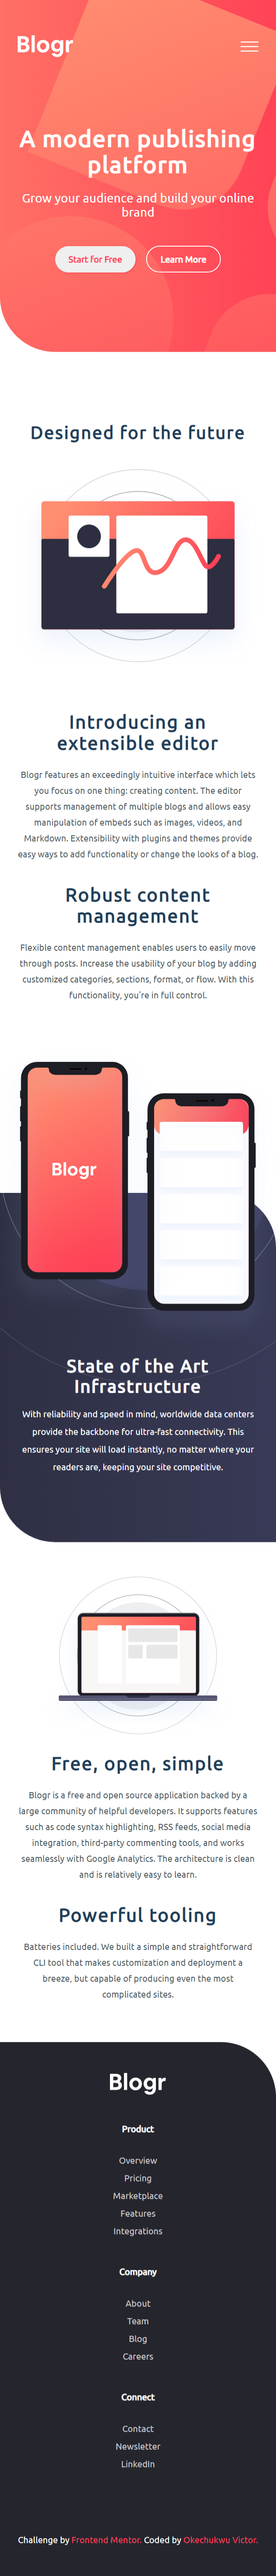 Blogr
A modern publishing
platform
Grow your audience and build your online
brand
Start for Free
Learn More
Designed for the future
Introducing an
extensible editor
Blogr features an exceedingly intuitive interface which lets
you focus on one thing: creating content. The editor
supports management of multiple blogs and allows easy
manipulation of embeds such as images, videos, and
Markdown. Extensibility with plugins and themes provide
easy ways to add functionality or change the looks of a blog.
Robust content
management
Flexible content management enables users to easily move
through posts. Increase the usability of your blog by adding
customized categories, sections, format, or flow. With this
functionality, you're in full control.
Blogr
State of the Art
Infrastructure
With reliability and speed in mind, worldwide data centers
provide the backbone for ultra-fast connectivity. This
ensures your site will load instantly, no matter where your
readers are, keeping your site competitive.
Free, open, simple
Blogr is a free and open source application backed by a
large community of helpful developers. It supports features
such as code syntax highlighting, RSS feeds, social media
integration, third-party commenting tools, and works
seamlessly with Google Analytics. The architecture is clean
and is relatively easy to learn.
Powerful tooling
Batteries included. We built a simple and straightforward
CLI tool that makes customization and deployment a
breeze, but capable of producing even the most
complicated sites.
Blogr
Product
Overview
Pricing
Marketplace
Features
Integrations
Company
About
Team
Blog
Careers
Connect
Contact
Newsletter
LinkedIn
Challenge by Frontend Mentor. Coded by Okechukwu Victor.